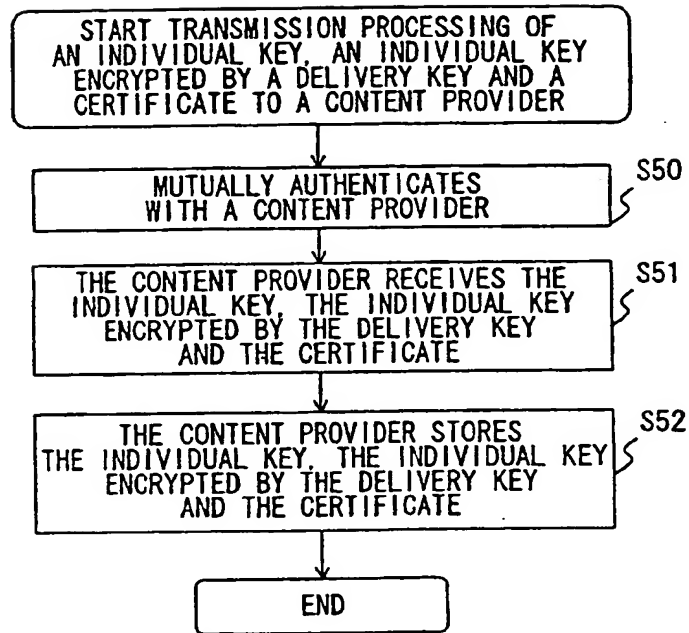 START TRANSMISSION PROCESSING OF
AN INDIVIDUAL KEY, AN INDIVIDUAL KEY
ENCRYPTED BY A DELIVERY KEY AND A
CERTIFICATE TO A CONTENT PROVIDER
MUTUALLY AUTHENTICATES
WITH A CONTENT PROVIDER
S50
THE CONTENT PROVIDER RECEIVES THE
INDIVIDUAL KEY, THE INDIVIDUAL KEY
ENCRYPTED BY THE DELIVERY KEY
AND THE CERTIFICATE
S51
THE CONTENT PROVIDER STORES
THE INDIVIDUAL KEY, THE INDIVIDUAL KEY
ENCRYPTED BY THE DELIVERY KEY
AND THE CERTIFICATE
S52
END